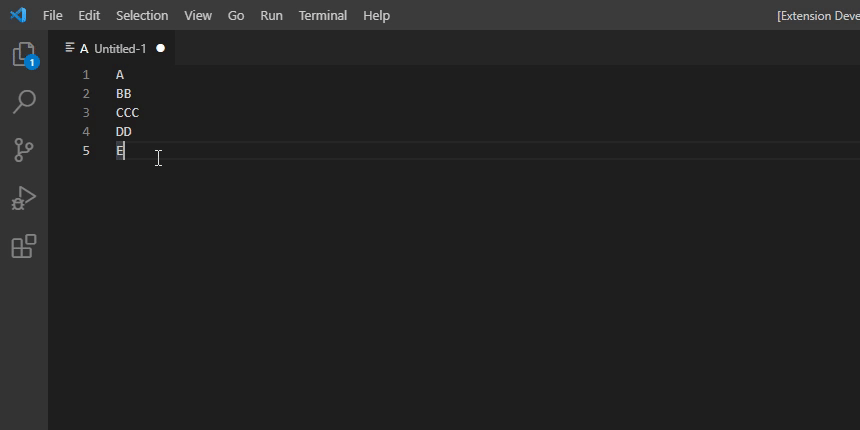 File Edit Selection View Go Run Terminal Help [Extension Deve
A Untitled-1
1
1 A
2 BB
3 CCC
4 DD
5 E